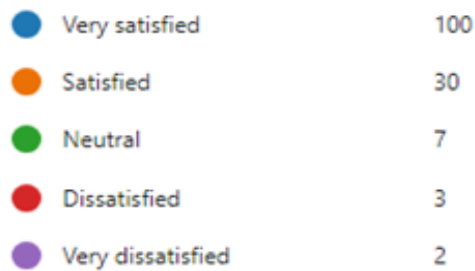 Very satisfied 100
Satisfied 30
Neutral 7
Dissatisfied 3
Very dissatisfied 2